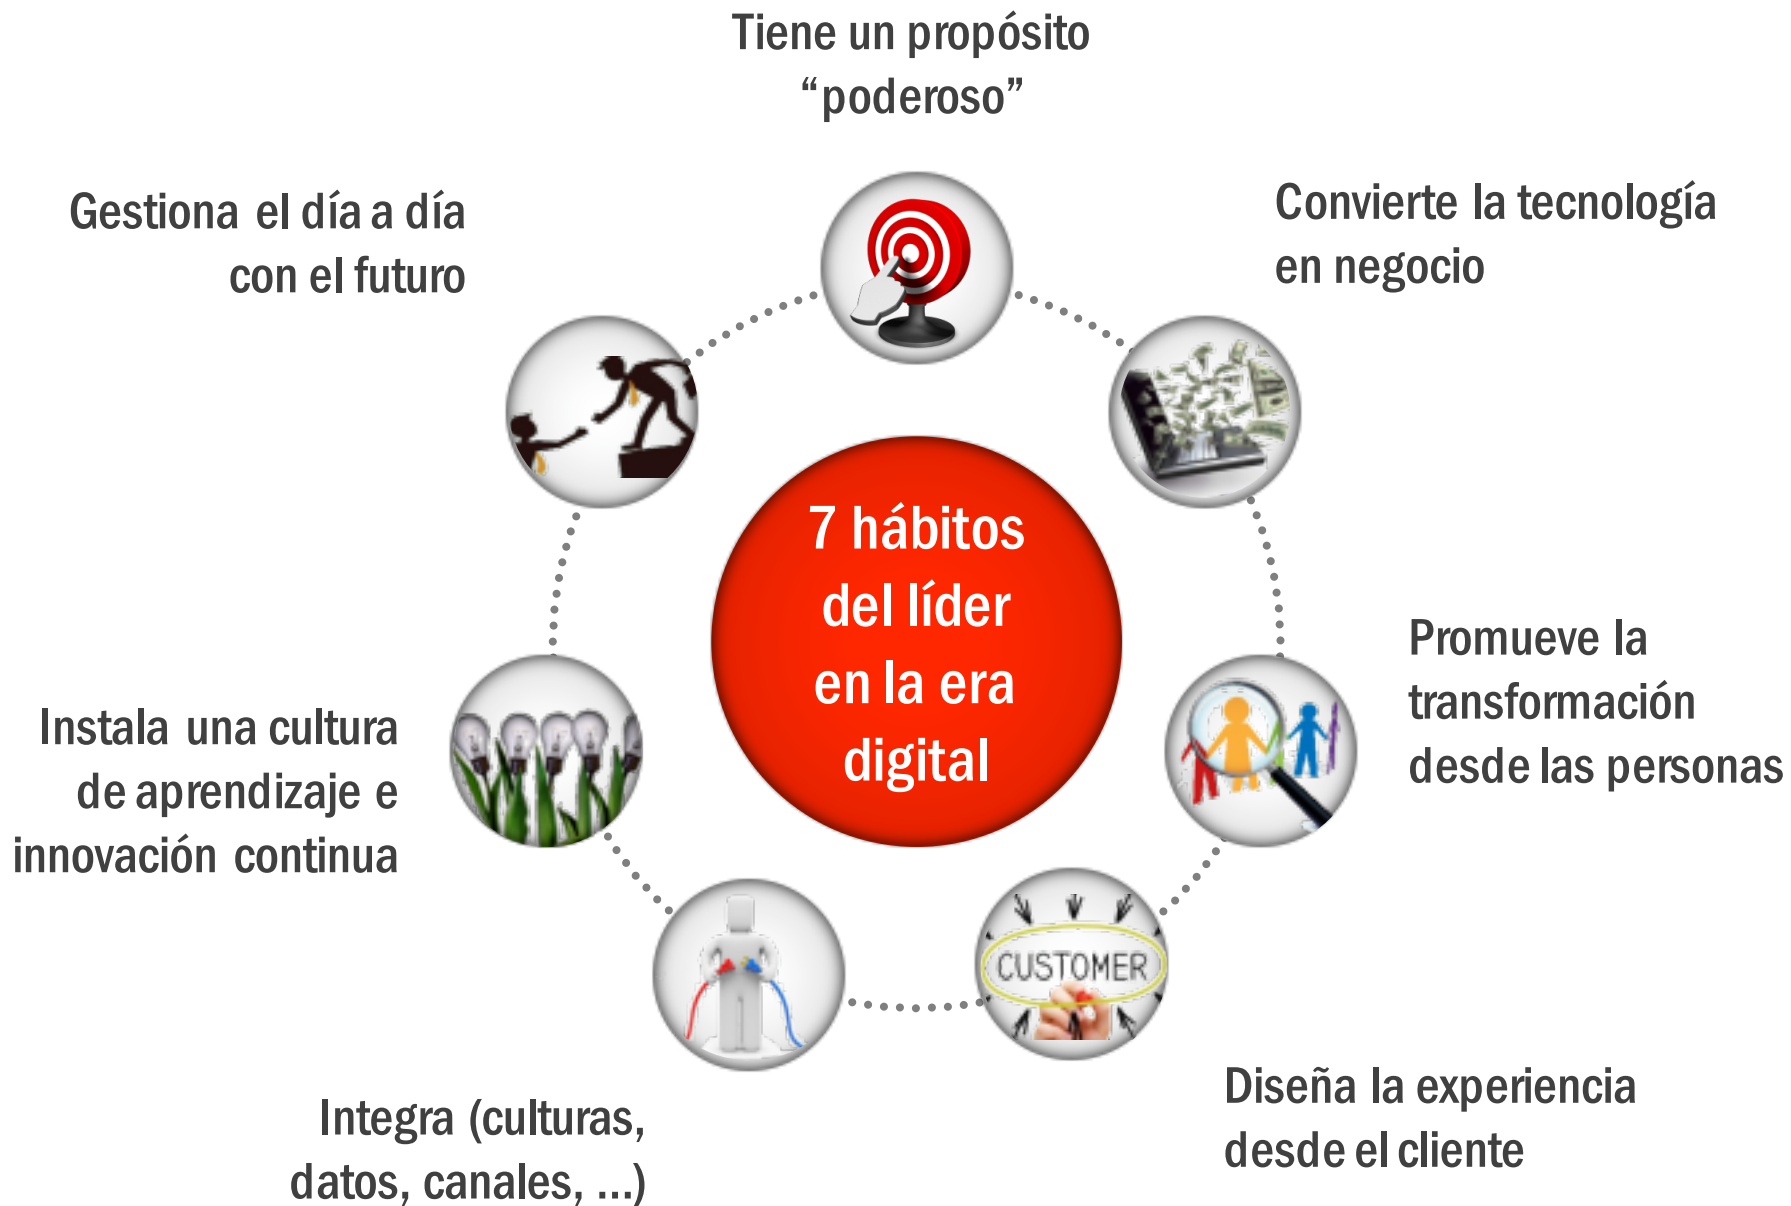 Tiene un propósito
“poderoso”
Convierte la tecnología
en negocio
Promueve la
transformación
desde las personas
CUSTOMER
Diseña la experiencia
desde el cliente
Integra (culturas,
datos, canales, ...)
Instala una cultura
de aprendizaje e
innovación continua
Gestiona el día a día
con el futuro
7 hábitos
del líder
en la era
digital